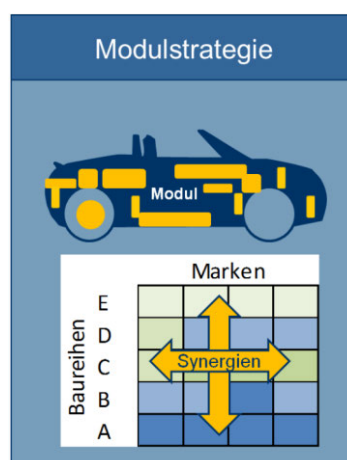 Modulstrategie
Modul
Marken
Baureihen
E
D
C
B
A
Synergien